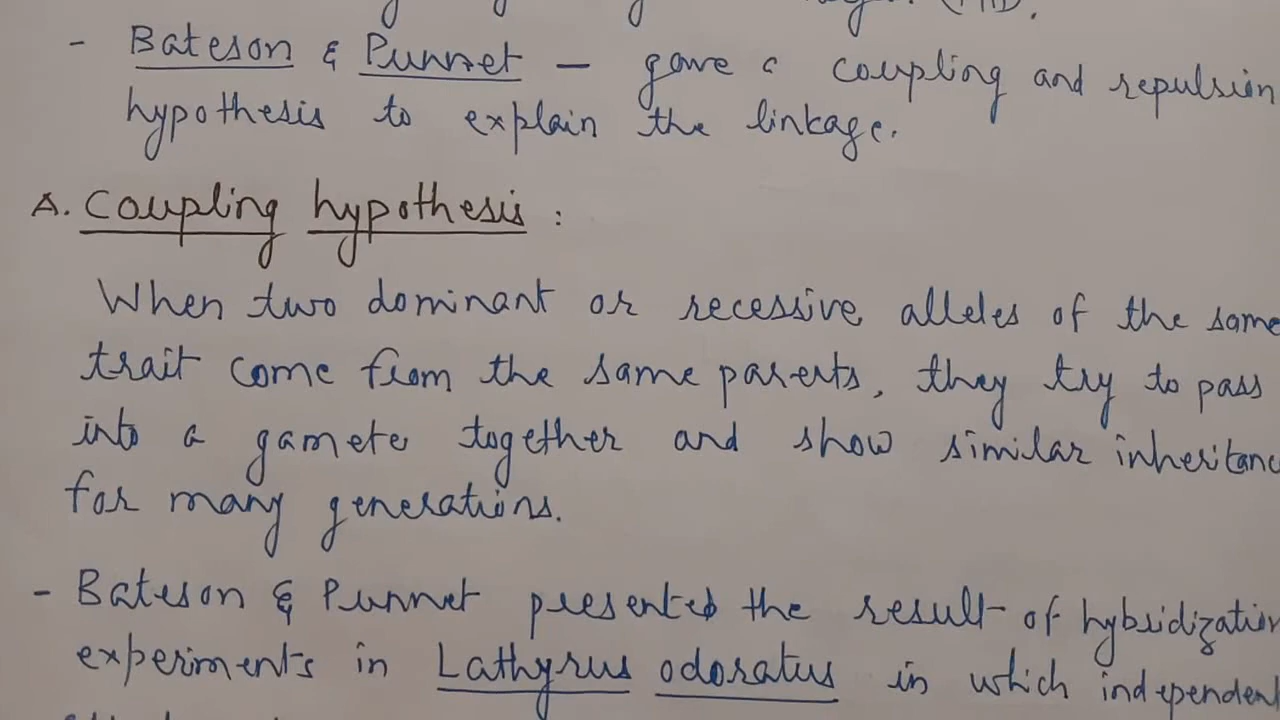 (MD).
- Bateson & Punnet - gave a coupling and repulsion
hypothesis to explain the linkage.
A. Coupling hypothesis :
When two dominant or recessive alleles of the same
trait come from the same parents, they try to pass
into a gamete together and show similar inheritanc
for many generations.
- Bateson & Punnet presented the result of hybridization
experiments in Lathyrus odoratus in which independent